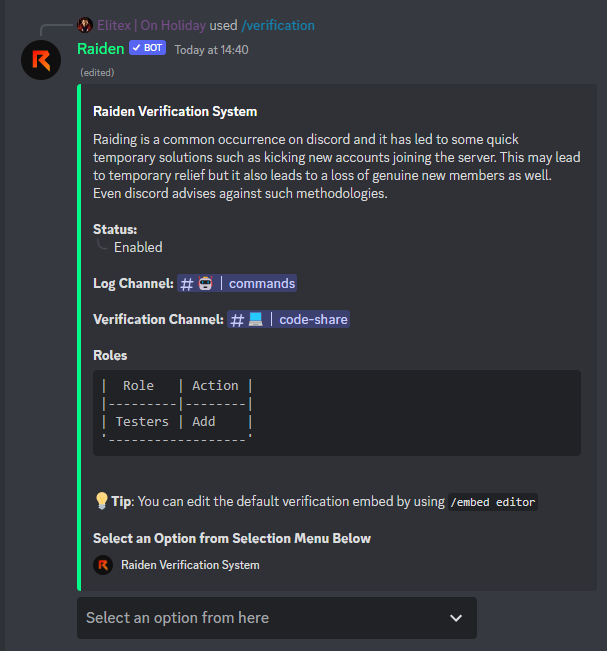 Elitex | On Holiday used /verification
Raiden ✓ BOT Today at 14:40
(edited)
Raiden Verification System
Raiding is a common occurrence on discord and it has led to some quick
temporary solutions such as kicking new accounts joining the server. This may lead
to temporary relief but it also leads to a loss of genuine new members as well.
Even discord advises against such methodologies.
Status:
Enabled
Log Channel: # 🤖 | commands
Verification Channel: # 💻 | code-share
Roles
|  Role   | Action |
|---------|--------|
| Testers | Add    |
'------------------'
💡Tip: You can edit the default verification embed by using /embed editor
Select an Option from Selection Menu Below
Raiden Verification System
Select an option from here